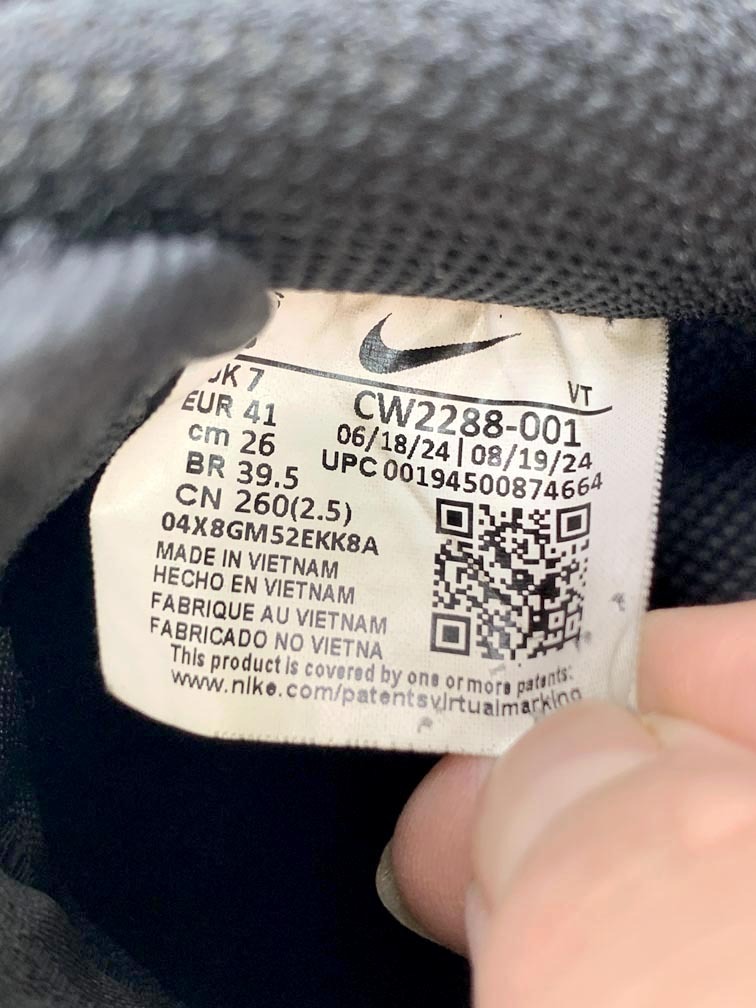 VT
UK 7
EUR 41
cm 26
BR 39.5
CN 260(2.5)
CW2288-001
06/18/24 | 08/19/24
UPC 00194500874664
04X8GM52EKK8A
MADE IN VIETNAM
HECHO EN VIETNAM
FABRIQUE AU VIETNAM
FABRICADO NO VIETNA
This product is covered by one or more patents:
www.nike.com/patentsvirtualmarking